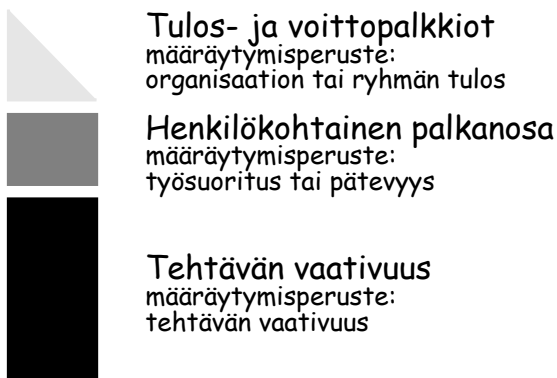 Tulos- ja voittopalkkiot
määräytymisperuste:
organisaation tai ryhmän tulos
Henkilökohtainen palkanosa
määräytymisperuste:
työsuoritus tai pätevyys
Tehtävän vaativuus
määräytymisperuste:
tehtävän vaativuus